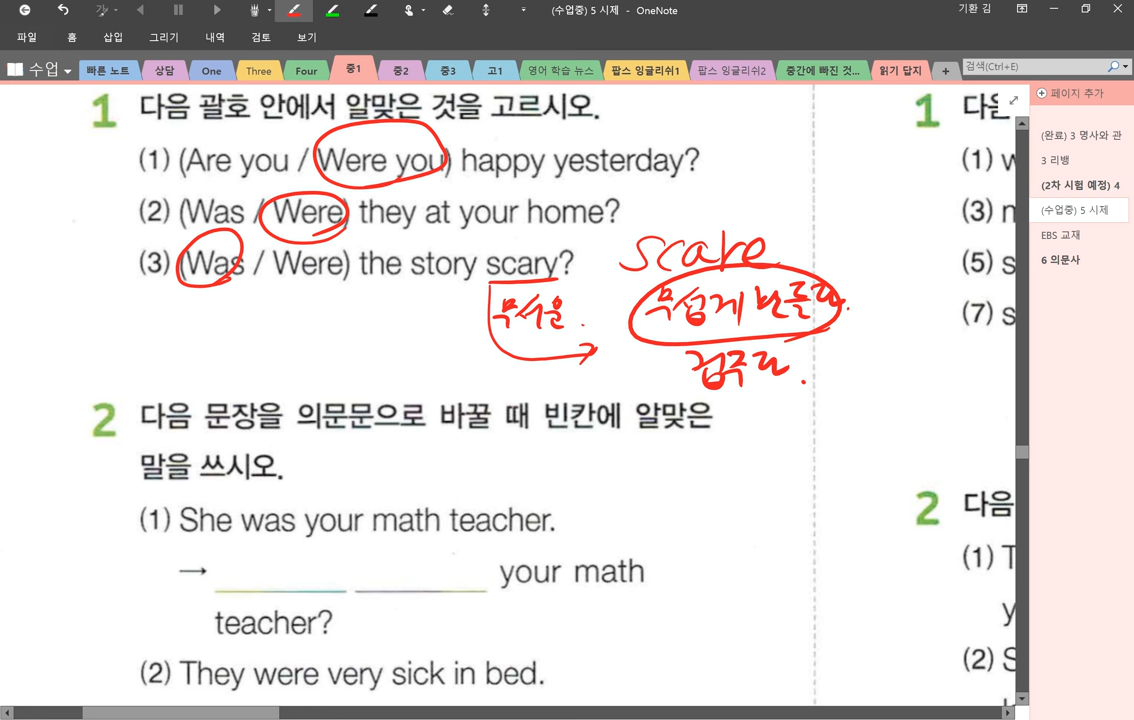 (수업중) 5 시제 - OneNote
기환 김
파일 홈 삽입 그리기 내역 검토 보기
수업 빠른 노트 상담 One Three Four 중1 중2 중3 고1 영어 학습 뉴스 팝스 잉글리쉬1 팝스 잉글리쉬2 중간에 빠진 것... 읽기 답지 +
검색(Ctrl+E)
페이지 추가
(완료) 3 명사와 관
3 리뱅
(2차 시험 예정) 4
(수업중) 5 시제
EBS 교재
6 의문사
1 다음 괄호 안에서 알맞은 것을 고르시오.
(1) (Are you / Were you) happy yesterday?
(2) (Was / Were) they at your home?
(3) (Was / Were) the story scary?
scare
무서운.
무섭게 만들다.
겁주다.
2 다음 문장을 의문문으로 바꿀 때 빈칸에 알맞은
말을 쓰시오.
(1) She was your math teacher.
→ your math
teacher?
(2) They were very sick in bed.
1 다음
(1) w
(3) n
(5) s
(7) s
2 다음
(1) T
y
(2) S